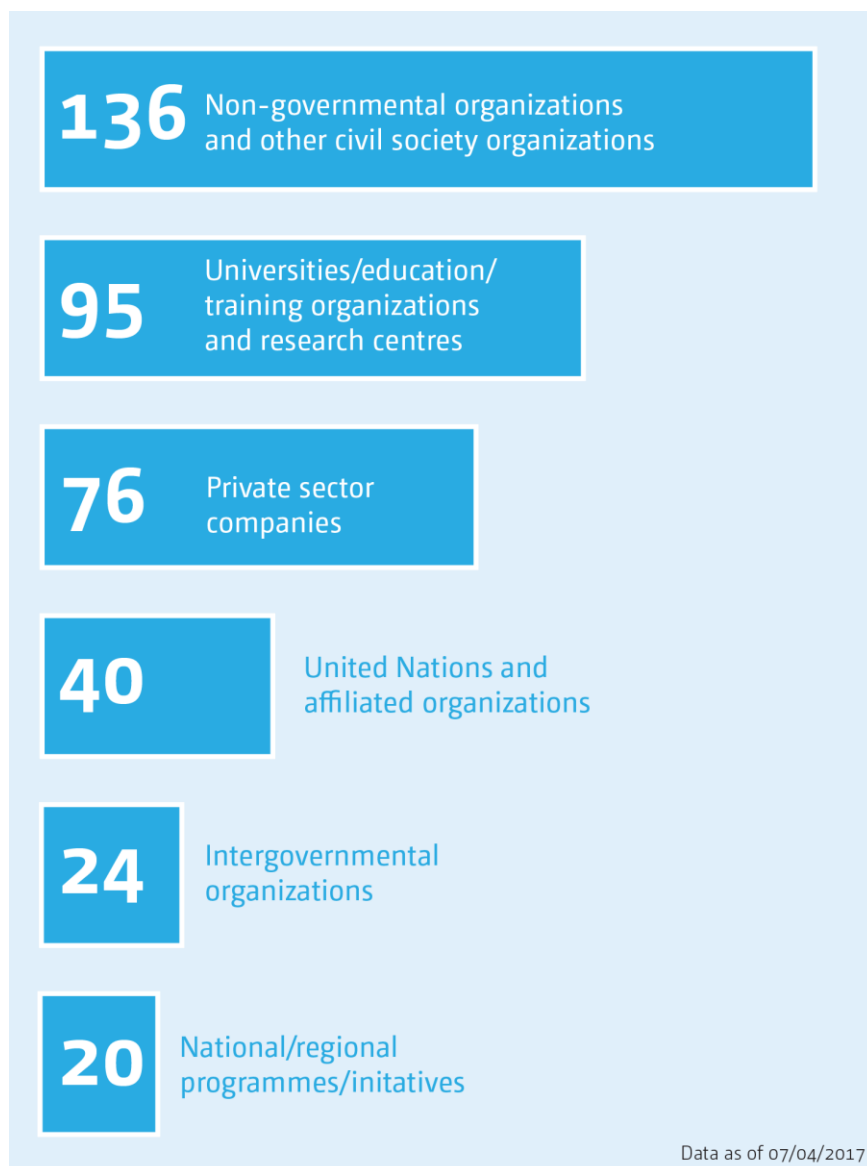 136 Non-governmental organizations
and other civil society organizations
95 Universities/education/
training organizations
and research centres
76 Private sector
companies
40 United Nations and
affiliated organizations
24 Intergovernmental
organizations
20 National/regional
programmes/initatives
Data as of 07/04/2017